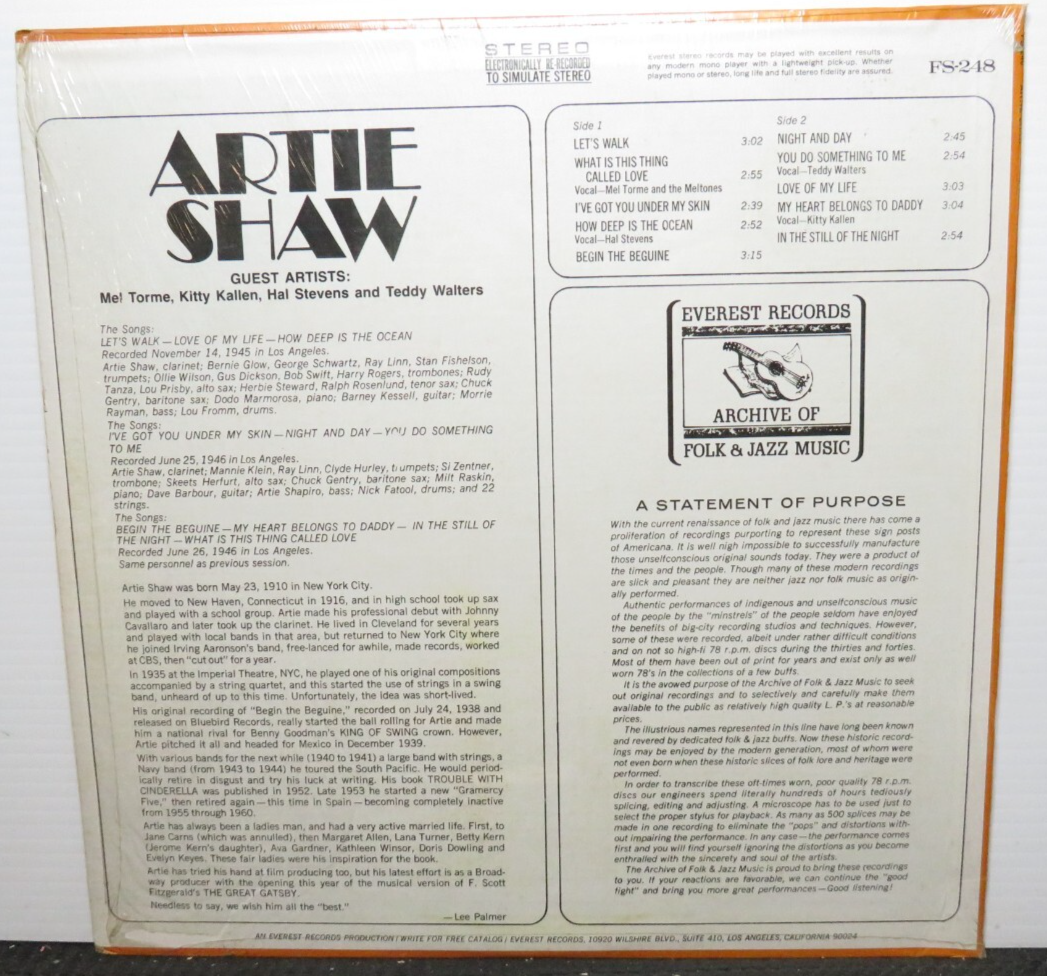 STEREO
ELECTRONICALLY RE-RECORDED
TO SIMULATE STEREO
Everest stereo records may be played with excellent results on
any modern mono player with a lightweight pick-up. Whether
played mono or stereo, long life and full stereo fidelity are assured.
FS-248
ARTIE
SHAW
GUEST ARTISTS:
Mel Torme, Kitty Kallen, Hal Stevens and Teddy Walters
The Songs:
LET'S WALK—LOVE OF MY LIFE—HOW DEEP IS THE OCEAN
Recorded November 14, 1945 in Los Angeles.
Artie Shaw, clarinet; Bernie Glow, George Schwartz, Ray Linn, Stan Fishelson,
trumpets; Ollie Wilson, Gus Dickson, Bob Swift, Harry Rogers, trombones; Rudy
Tanza, Lou Prisby, alto sax; Herbie Steward, Ralph Rosenlund, tenor sax; Chuck
Gentry, baritone sax; Dodo Marmorosa, piano; Barney Kessell, guitar; Morrie
Rayman, bass; Lou Fromm, drums.
The Songs:
I'VE GOT YOU UNDER MY SKIN—NIGHT AND DAY—YOU DO SOMETHING
TO ME
Recorded June 25, 1946 in Los Angeles.
Artie Shaw, clarinet; Mannie Klein, Ray Linn, Clyde Hurley, trumpets; Si Zentner,
trombone; Skeets Herfurt, alto sax; Chuck Gentry, baritone sax; Milt Raskin,
piano; Dave Barbour, guitar; Artie Shapiro, bass; Nick Fatool, drums; and 22
strings.
The Songs:
BEGIN THE BEGUINE—MY HEART BELONGS TO DADDY— IN THE STILL OF
THE NIGHT—WHAT IS THIS THING CALLED LOVE
Recorded June 26, 1946 in Los Angeles.
Same personnel as previous session.
Artie Shaw was born May 23, 1910 in New York City.
He moved to New Haven, Connecticut in 1916, and in high school took up sax
and played with a school group. Artie made his professional debut with Johnny
Cavallaro and later took up the clarinet. He lived in Cleveland for several years
and played with local bands in that area, but returned to New York City where
he joined Irving Aaronson's band, free-lanced for awhile, made records, worked
at CBS, then "cut out" for a year.
In 1935 at the Imperial Theatre, NYC, he played one of his original compositions
accompanied by a string quartet, and this started the use of strings in a swing
band, unheard of up to this time. Unfortunately, the idea was short-lived.
His original recording of "Begin the Beguine," recorded on July 24, 1938 and
released on Bluebird Records, really started the ball rolling for Artie and made
him a national rival for Benny Goodman's KING OF SWING crown. However,
Artie pitched it all and headed for Mexico in December 1939.
With various bands for the next while (1940 to 1941) a large band with strings, a
Navy band (from 1943 to 1944) he toured the South Pacific. He would period-
ically retire in disgust and try his luck at writing. His book TROUBLE WITH
CINDERELLA was published in 1952. Late 1953 he started a new "Gramercy
Five," then retired again—this time in Spain—becoming completely inactive
from 1955 through 1960.
Artie has always been a ladies man, and had a very active married life. First, to
Jane Carns (which was annulled), then Margaret Allen, Lana Turner, Betty Kern
(Jerome Kern's daughter), Ava Gardner, Kathleen Winsor, Doris Dowling and
Evelyn Keyes. These fair ladies were his inspiration for the book.
Artie has tried his hand at film producing too, but his latest effort is as a Broad-
way producer with the opening this year of the musical version of F. Scott
Fitzgerald's THE GREAT GATSBY.
Needless to say, we wish him all the "best."
—Lee Palmer
Side 1
LET'S WALK 3:02
WHAT IS THIS THING
CALLED LOVE 2:55
Vocal—Mel Torme and the Meltones
I'VE GOT YOU UNDER MY SKIN 2:39
HOW DEEP IS THE OCEAN 2:52
Vocal—Hal Stevens
BEGIN THE BEGUINE 3:15
Side 2
NIGHT AND DAY 2:45
YOU DO SOMETHING TO ME 2:54
Vocal—Teddy Walters
LOVE OF MY LIFE 3:03
MY HEART BELONGS TO DADDY 3:04
Vocal—Kitty Kallen
IN THE STILL OF THE NIGHT 2:54
EVEREST RECORDS
ARCHIVE OF
FOLK & JAZZ MUSIC
A STATEMENT OF PURPOSE
With the current renaissance of folk and jazz music there has come a
proliferation of recordings purporting to represent these sign posts
of Americana. It is well nigh impossible to successfully manufacture
those unselfconscious original sounds today. They were a product of
the times and the people. Though many of these modern recordings
are slick and pleasant they are neither jazz nor folk music as origin-
ally performed.
Authentic performances of indigenous and unselfconscious music
of the people by the "minstrels" of the people seldom have enjoyed
the benefits of big-city recording studios and techniques. However,
some of these were recorded, albeit under rather difficult conditions
and on not so high-fi 78 r.p.m. discs during the thirties and forties.
Most of them have been out of print for years and exist only as well
worn 78's in the collections of a few buffs.
It is the avowed purpose of the Archive of Folk & Jazz Music to seek
out original recordings and to selectively and carefully make them
available to the public as relatively high quality L. P.'s at reasonable
prices.
The illustrious names represented in this line have long been known
and revered by dedicated folk & jazz buffs. Now these historic record-
ings may be enjoyed by the modern generation, most of whom were
not even born when these historic slices of folk lore and heritage were
performed.
In order to transcribe these oft-times worn, poor quality 78 r.p.m.
discs our engineers spend literally hundreds of hours tediously
splicing, editing and adjusting. A microscope has to be used just to
select the proper stylus for playback. As many as 500 splices may be
made in one recording to eliminate the "pops" and distortions with-
out impairing the performance. In any case—the performance comes
first and you will find yourself ignoring the distortions as you become
enthralled with the sincerety and soul of the artists.
The Archive of Folk & Jazz Music is proud to bring these recordings
to you. If your reactions are favorable, we can continue the "good
fight" and bring you more great performances—Good listening!
AN EVEREST RECORDS PRODUCTION / WRITE FOR FREE CATALOG / EVEREST RECORDS, 10920 WILSHIRE BLVD., SUITE 410, LOS ANGELES, CALIFORNIA 90024